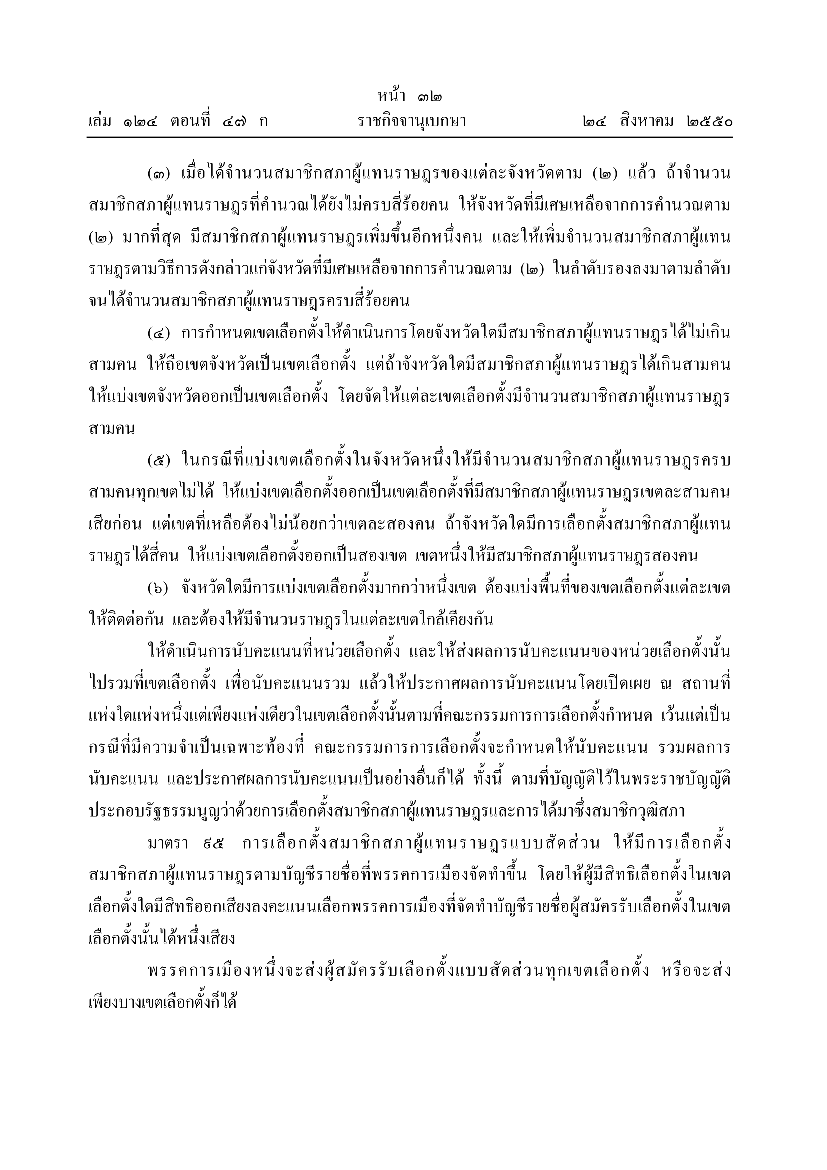 หน้า ๓๒
เล่ม ๑๒๔ ตอนที่ ๔๗ ก ราชกิจจานุเบกษา ๒๔ สิงหาคม ๒๕๕๐
(๓) เมื่อได้จำนวนสมาชิกสภาผู้แทนราษฎรของแต่ละจังหวัดตาม (๒) แล้ว ถ้าจำนวน
สมาชิกสภาผู้แทนราษฎรที่คำนวณได้ยังไม่ครบสี่ร้อยคน ให้จังหวัดที่มีเศษเหลือจากการคำนวณตาม
(๒) มากที่สุด มีสมาชิกสภาผู้แทนราษฎรเพิ่มขึ้นอีกหนึ่งคน และให้เพิ่มจำนวนสมาชิกสภาผู้แทน
ราษฎรตามวิธีการดังกล่าวแก่จังหวัดที่มีเศษเหลือจากการคำนวณตาม (๒) ในลำดับรองลงมาตามลำดับ
จนได้จำนวนสมาชิกสภาผู้แทนราษฎรครบสี่ร้อยคน
(๔) การกำหนดเขตเลือกตั้งให้ดำเนินการโดยจังหวัดใดมีสมาชิกสภาผู้แทนราษฎรได้ไม่เกิน
สามคน ให้ถือเขตจังหวัดเป็นเขตเลือกตั้ง แต่ถ้าจังหวัดใดมีสมาชิกสภาผู้แทนราษฎรได้เกินสามคน
ให้แบ่งเขตจังหวัดออกเป็นเขตเลือกตั้ง โดยจัดให้แต่ละเขตเลือกตั้งมีจำนวนสมาชิกสภาผู้แทนราษฎร
สามคน
(๕) ในกรณีที่แบ่งเขตเลือกตั้งในจังหวัดหนึ่งให้มีจำนวนสมาชิกสภาผู้แทนราษฎรครบ
สามคนทุกเขตไม่ได้ ให้แบ่งเขตเลือกตั้งออกเป็นเขตเลือกตั้งที่มีสมาชิกสภาผู้แทนราษฎรเขตละสามคน
เสียก่อน แต่เขตที่เหลือต้องไม่น้อยกว่าเขตละสองคน ถ้าจังหวัดใดมีการเลือกตั้งสมาชิกสภาผู้แทน
ราษฎรได้สี่คน ให้แบ่งเขตเลือกตั้งออกเป็นสองเขต เขตหนึ่งให้มีสมาชิกสภาผู้แทนราษฎรสองคน
(๖) จังหวัดใดมีการแบ่งเขตเลือกตั้งมากกว่าหนึ่งเขต ต้องแบ่งพื้นที่ของเขตเลือกตั้งแต่ละเขต
ให้ติดต่อกัน และต้องให้มีจำนวนราษฎรในแต่ละเขตใกล้เคียงกัน
ให้ดำเนินการนับคะแนนที่หน่วยเลือกตั้ง และให้ส่งผลการนับคะแนนของหน่วยเลือกตั้งนั้น
ไปรวมที่เขตเลือกตั้ง เพื่อนับคะแนนรวม แล้วให้ประกาศผลการนับคะแนนโดยเปิดเผย ณ สถานที่
แห่งใดแห่งหนึ่งแต่เพียงแห่งเดียวในเขตเลือกตั้งนั้นตามที่คณะกรรมการการเลือกตั้งกำหนด เว้นแต่เป็น
กรณีที่มีความจำเป็นเฉพาะท้องที่ คณะกรรมการการเลือกตั้งจะกำหนดให้นับคะแนน รวมผลการ
นับคะแนน และประกาศผลการนับคะแนนเป็นอย่างอื่นก็ได้ ทั้งนี้ ตามที่บัญญัติไว้ในพระราชบัญญัติ
ประกอบรัฐธรรมนูญว่าด้วยการเลือกตั้งสมาชิกสภาผู้แทนราษฎรและการได้มาซึ่งสมาชิกวุฒิสภา
มาตรา ๙๕ การเลือกตั้งสมาชิกสภาผู้แทนราษฎรแบบสัดส่วน ให้มีการเลือกตั้ง
สมาชิกสภาผู้แทนราษฎรตามบัญชีรายชื่อที่พรรคการเมืองจัดทำขึ้น โดยให้ผู้มีสิทธิเลือกตั้งในเขต
เลือกตั้งใดมีสิทธิออกเสียงลงคะแนนเลือกพรรคการเมืองที่จัดทำบัญชีรายชื่อผู้สมัครรับเลือกตั้งในเขต
เลือกตั้งนั้นได้หนึ่งเสียง
พรรคการเมืองหนึ่งจะส่งผู้สมัครรับเลือกตั้งแบบสัดส่วนทุกเขตเลือกตั้ง หรือจะส่ง
เพียงบางเขตเลือกตั้งก็ได้